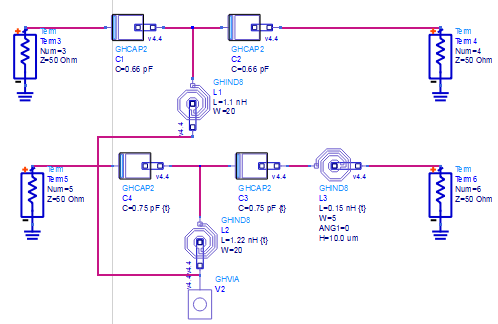 Term
Term3
Num=3
Z=50 Ohm
v4.4
GHCAP2
C1
C=0.66 pF
v4.4
GHCAP2
C2
C=0.66 pF
Term
Term4
Num=4
Z=50 Ohm
GHIND8
L1
L=1.1 nH
W=20
v4.4
Term
Term5
Num=5
Z=50 Ohm
v4.4
GHCAP2
C4
C=0.75 pF {t}
v4.4
GHCAP2
C3
C=0.75 pF {t}
v4.4
GHIND8
L3
L=0.15 nH {t}
W=5
ANG1=0
H=10.0 um
Term
Term6
Num=6
Z=50 Ohm
GHIND8
L2
L=1.22 nH {t}
W=20
v4.4
v4.4
GHVIA
V2